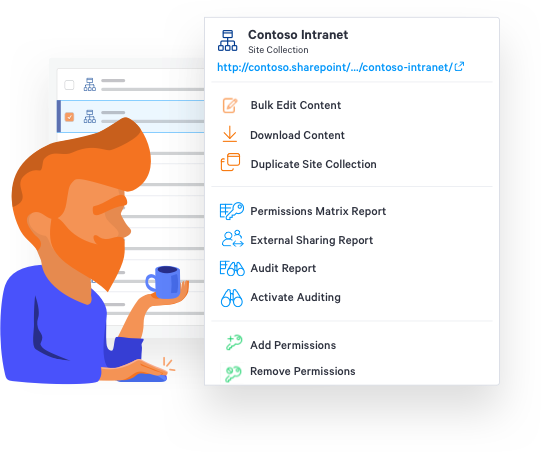 Contoso Intranet
Site Collection
http://contoso.sharepoint/.../contoso-intranet/
Bulk Edit Content
Download Content
Duplicate Site Collection
Permissions Matrix Report
External Sharing Report
Audit Report
Activate Auditing
Add Permissions
Remove Permissions